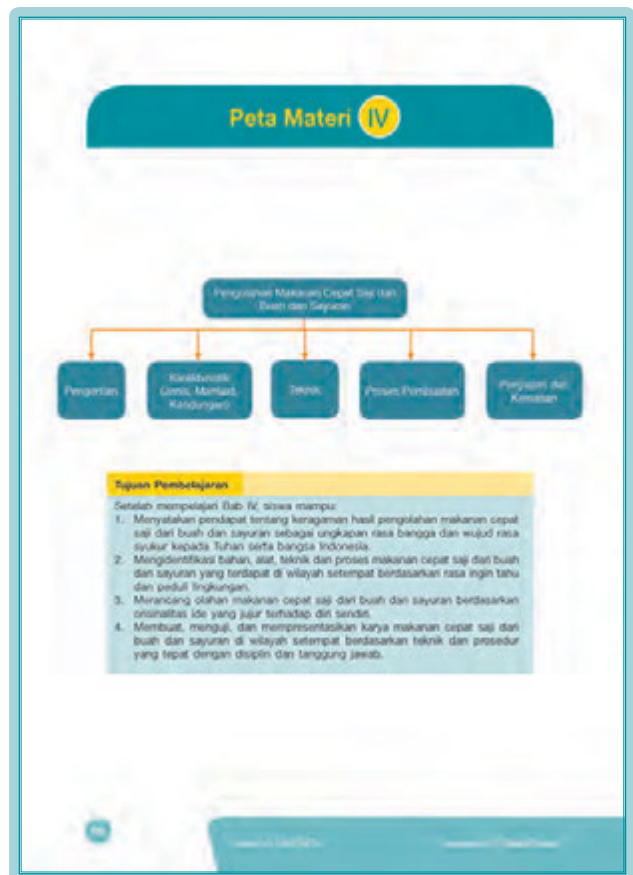 Peta Materi IV
Pengolahan Makanan Cepat Saji dari
Buah dan Sayuran
Pengertian
Karakteristik
(Jenis, Manfaat,
Kandungan)
Teknik
Proses Pembuatan
Penyajian dan
Kemasan
Tujuan Pembelajaran
Setelah mempelajari Bab IV, siswa mampu:
1. Menyatakan pendapat tentang keragaman hasil pengolahan makanan cepat
saji dari buah dan sayuran sebagai ungkapan rasa bangga dan wujud rasa
syukur kepada Tuhan serta bangsa Indonesia.
2. Mengidentifikasi bahan, alat, teknik dan proses makanan cepat saji dari buah
dan sayuran yang terdapat di wilayah setempat berdasarkan rasa ingin tahu
dan peduli lingkungan.
3. Merancang olahan makanan cepat saji dari buah dan sayuran berdasarkan
orisinalitas ide yang jujur terhadap diri sendiri.
4. Membuat, menguji, dan mempresentasikan karya makanan cepat saji dari
buah dan sayuran di wilayah setempat berdasarkan teknik dan prosedur
yang tepat dengan disiplin dan tanggung jawab.